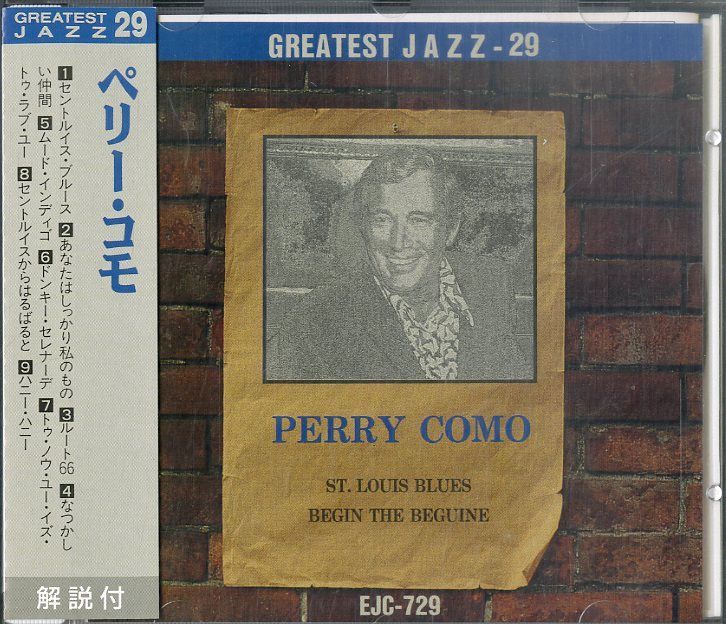 GREATEST
JAZZ 29
ペリー・コモ
1セントルイス・ブルース 2あなたはしっかり私のもの 3ルート66 4なつかし
い仲間 5ムード・インディゴ 6ドンキー・セレナーデ 7トゥ・ノウ・ユー・イズ・
トゥ・ラブ・ユー 8セントルイスからはるばると 9ハニー・ハニー
解説付
GREATEST JAZZ - 29
PERRY COMO
ST. LOUIS BLUES
BEGIN THE BEGUINE
EJC-729